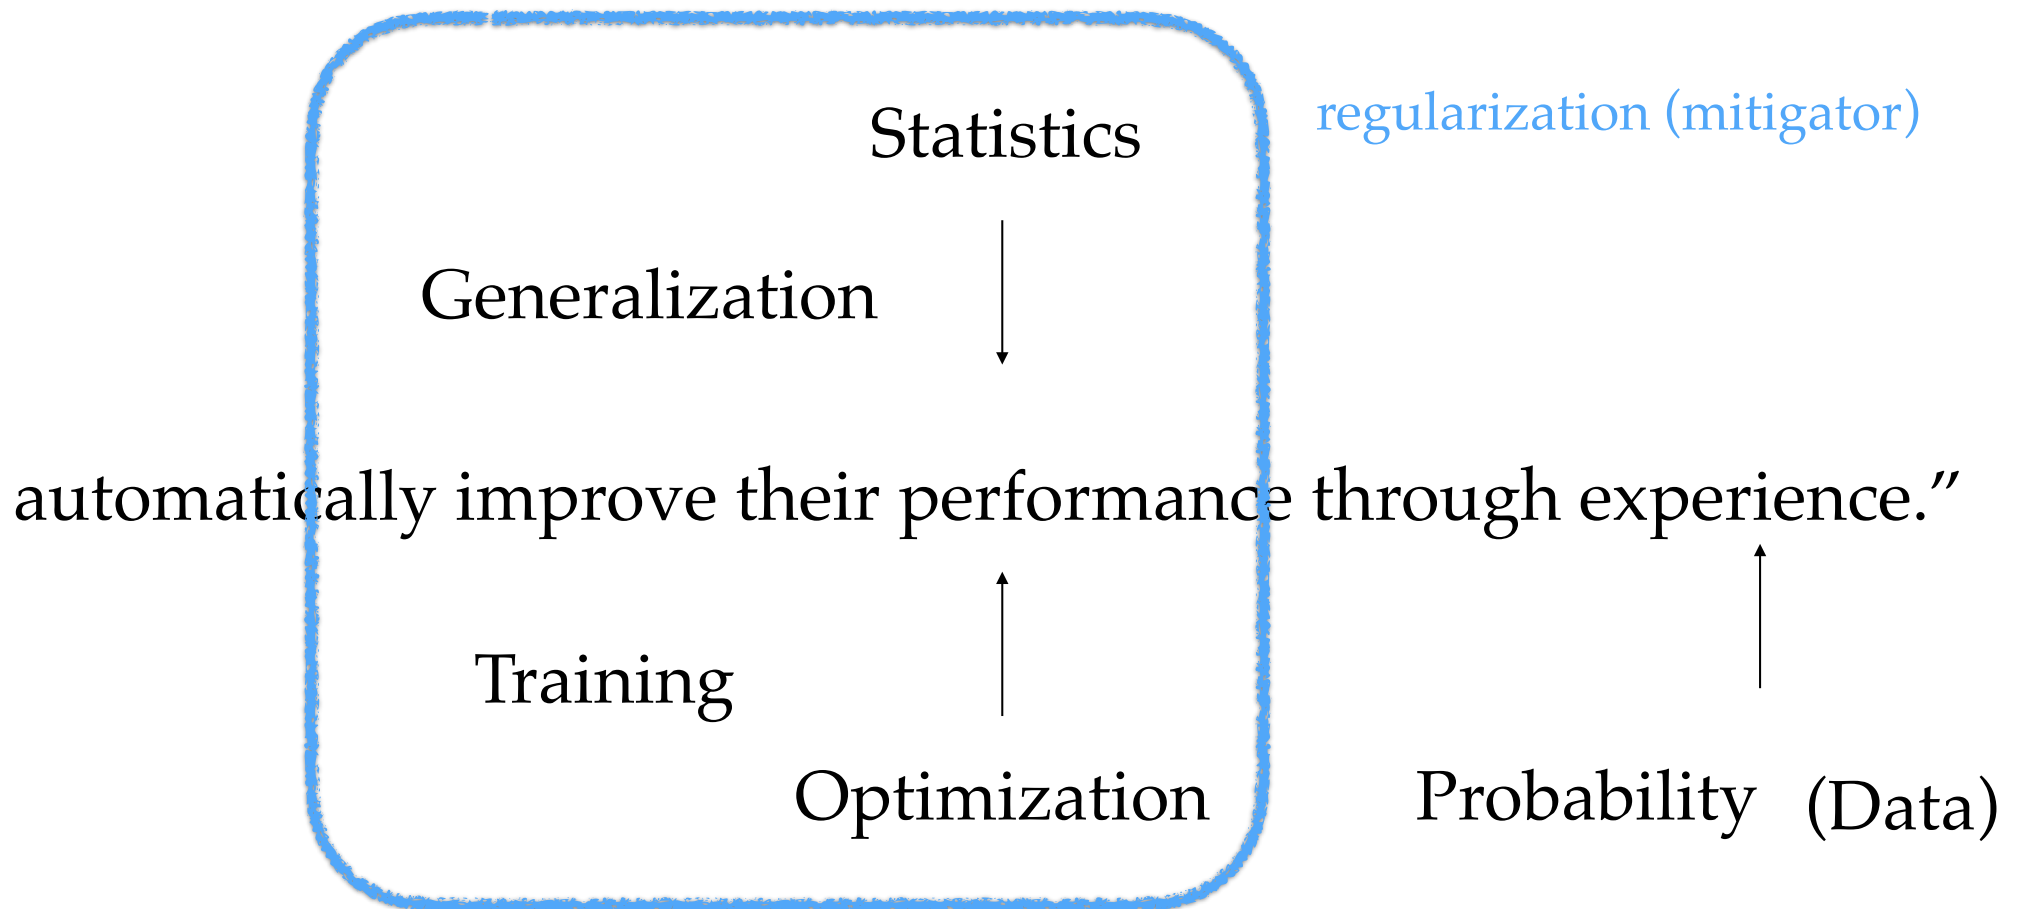 Statistics
regularization (mitigator)
Generalization
automatically improve their performance through experience.”
Training
Optimization
Probability (Data)